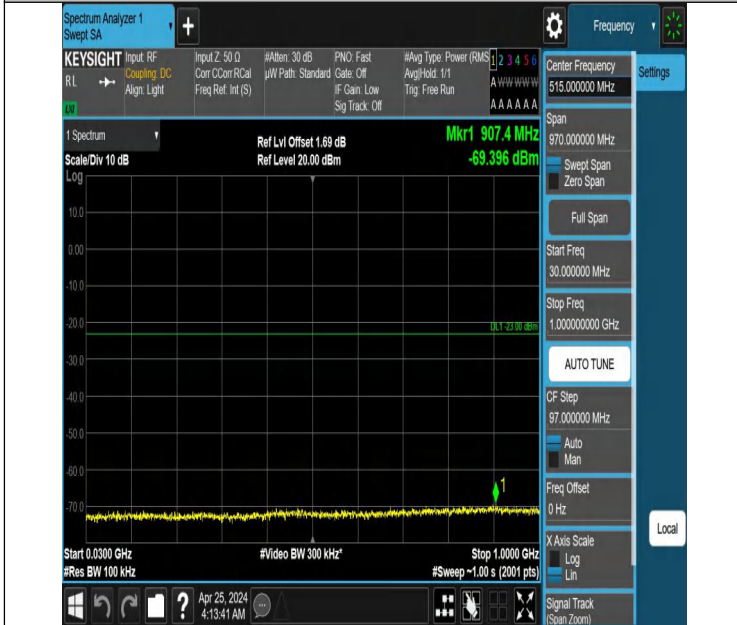 Spectrum Analyzer 1
Swept SA
+
Frequency
KEYSIGHT
RL
Input: RF
Coupling: DC
Align: Light
Input Z: 50 Ω
Corr CCorr RCal
Freq Ref: Int (S)
#Atten: 30 dB
µW Path: Standard
PNO: Fast
Gate: Off
IF Gain: Low
Sig Track: Off
#Avg Type: Power (RMS
Avg|Hold: 1/1
Trig: Free Run
1 2 3 4 5 6
A W W W W W
A A A A A A
1 Spectrum
Scale/Div 10 dB
Ref Lvl Offset 1.69 dB
Ref Level 20.00 dBm
Mkr1 907.4 MHz
-69.396 dBm
Log
10.0
0.00
-10.0
-20.0
DL1 -23.00 dBm
-30.0
-40.0
-50.0
-60.0
1
-70.0
Start 0.0300 GHz
#Res BW 100 kHz
#Video BW 300 kHz*
Stop 1.0000 GHz
#Sweep ~1.00 s (2001 pts)
?
Apr 25, 2024
4:13:41 AM
Center Frequency
515.000000 MHz
Settings
Span
970.000000 MHz
Swept Span
Zero Span
Full Span
Start Freq
30.000000 MHz
Stop Freq
1.000000000 GHz
AUTO TUNE
CF Step
97.000000 MHz
Auto
Man
Freq Offset
0 Hz
X Axis Scale
Log
Lin
Local
Signal Track
(Span Zoom)